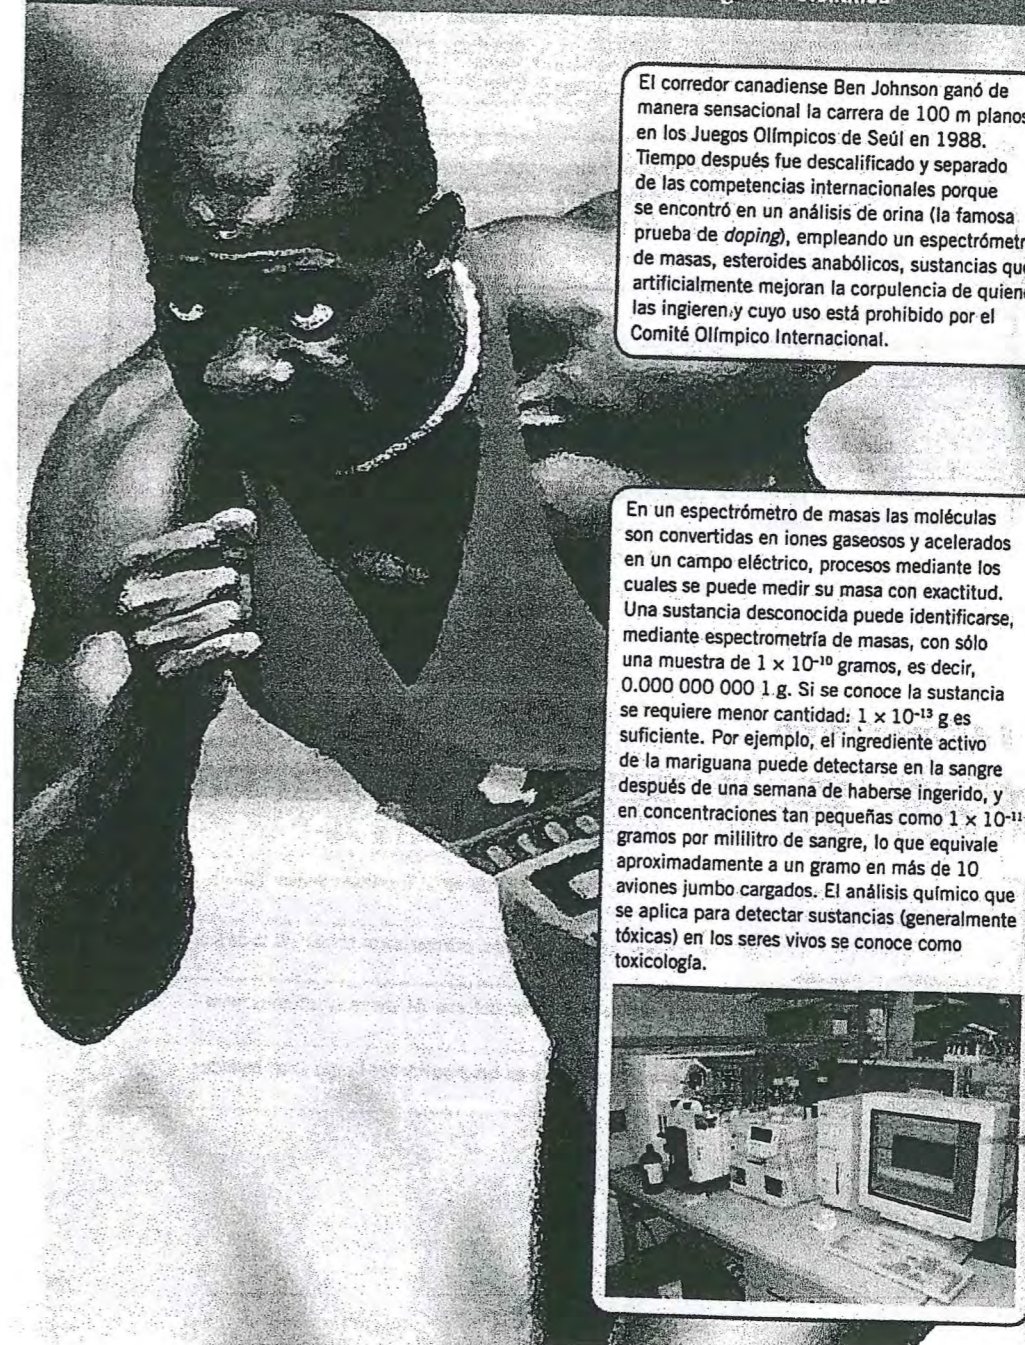 El corredor canadiense Ben Johnson ganó de
manera sensacional la carrera de 100 m planos
en los Juegos Olímpicos de Seúl en 1988.
Tiempo después fue descalificado y separado
de las competencias internacionales porque
se encontró en un análisis de orina (la famosa
prueba de doping), empleando un espectrómetr
de masas, esteroides anabólicos, sustancias que
artificialmente mejoran la corpulencia de quiene
las ingieren y cuyo uso está prohibido por el
Comité Olímpico Internacional.
En un espectrómetro de masas las moléculas
son convertidas en iones gaseosos y acelerados
en un campo eléctrico, procesos mediante los
cuales se puede medir su masa con exactitud.
Una sustancia desconocida puede identificarse,
mediante espectrometría de masas, con sólo
una muestra de 1 × 10⁻¹⁰ gramos, es decir,
0.000 000 000 1 g. Si se conoce la sustancia
se requiere menor cantidad: 1 × 10⁻¹³ g es
suficiente. Por ejemplo, el ingrediente activo
de la mariguana puede detectarse en la sangre
después de una semana de haberse ingerido, y
en concentraciones tan pequeñas como 1 × 10⁻¹¹
gramos por mililitro de sangre, lo que equivale
aproximadamente a un gramo en más de 10
aviones jumbo cargados. El análisis químico que
se aplica para detectar sustancias (generalmente
tóxicas) en los seres vivos se conoce como
toxicología.